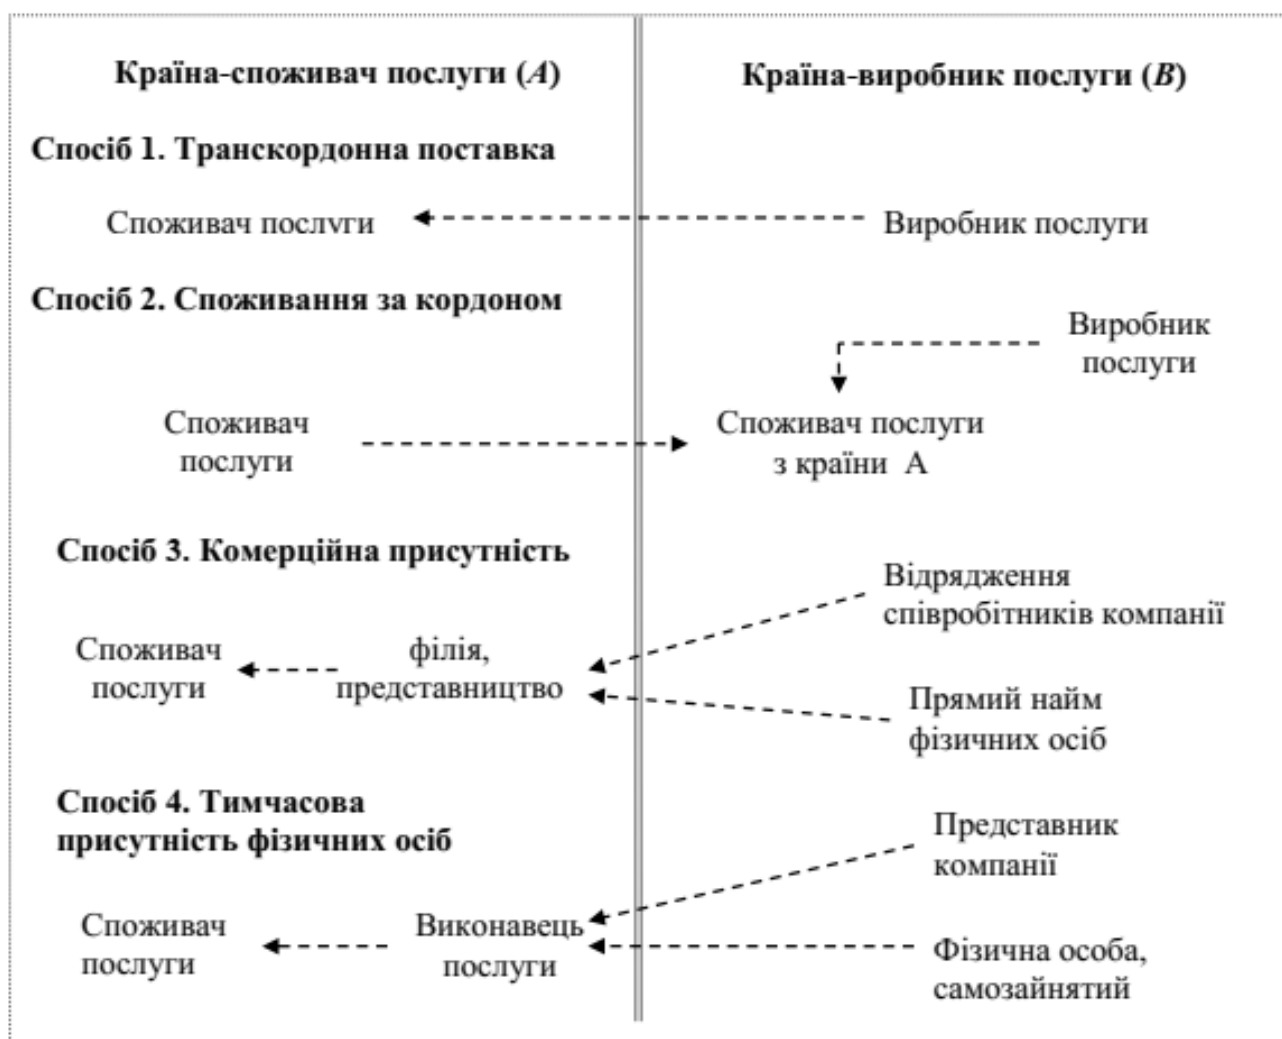 Країна-споживач послуги (A)
Країна-виробник послуги (B)
Спосіб 1. Транскордонна поставка
Споживач послуги
Виробник послуги
Спосіб 2. Споживання за кордоном
Виробник
послуги
Споживач
послуги
Споживач послуги
з країни А
Спосіб 3. Комерційна присутність
Відрядження
співробітників компанії
Споживач
послуги
філія,
представництво
Прямий найм
фізичних осіб
Спосіб 4. Тимчасова
присутність фізичних осіб
Представник
компанії
Споживач
послуги
Виконавець
послуги
Фізична особа,
самозайнятий